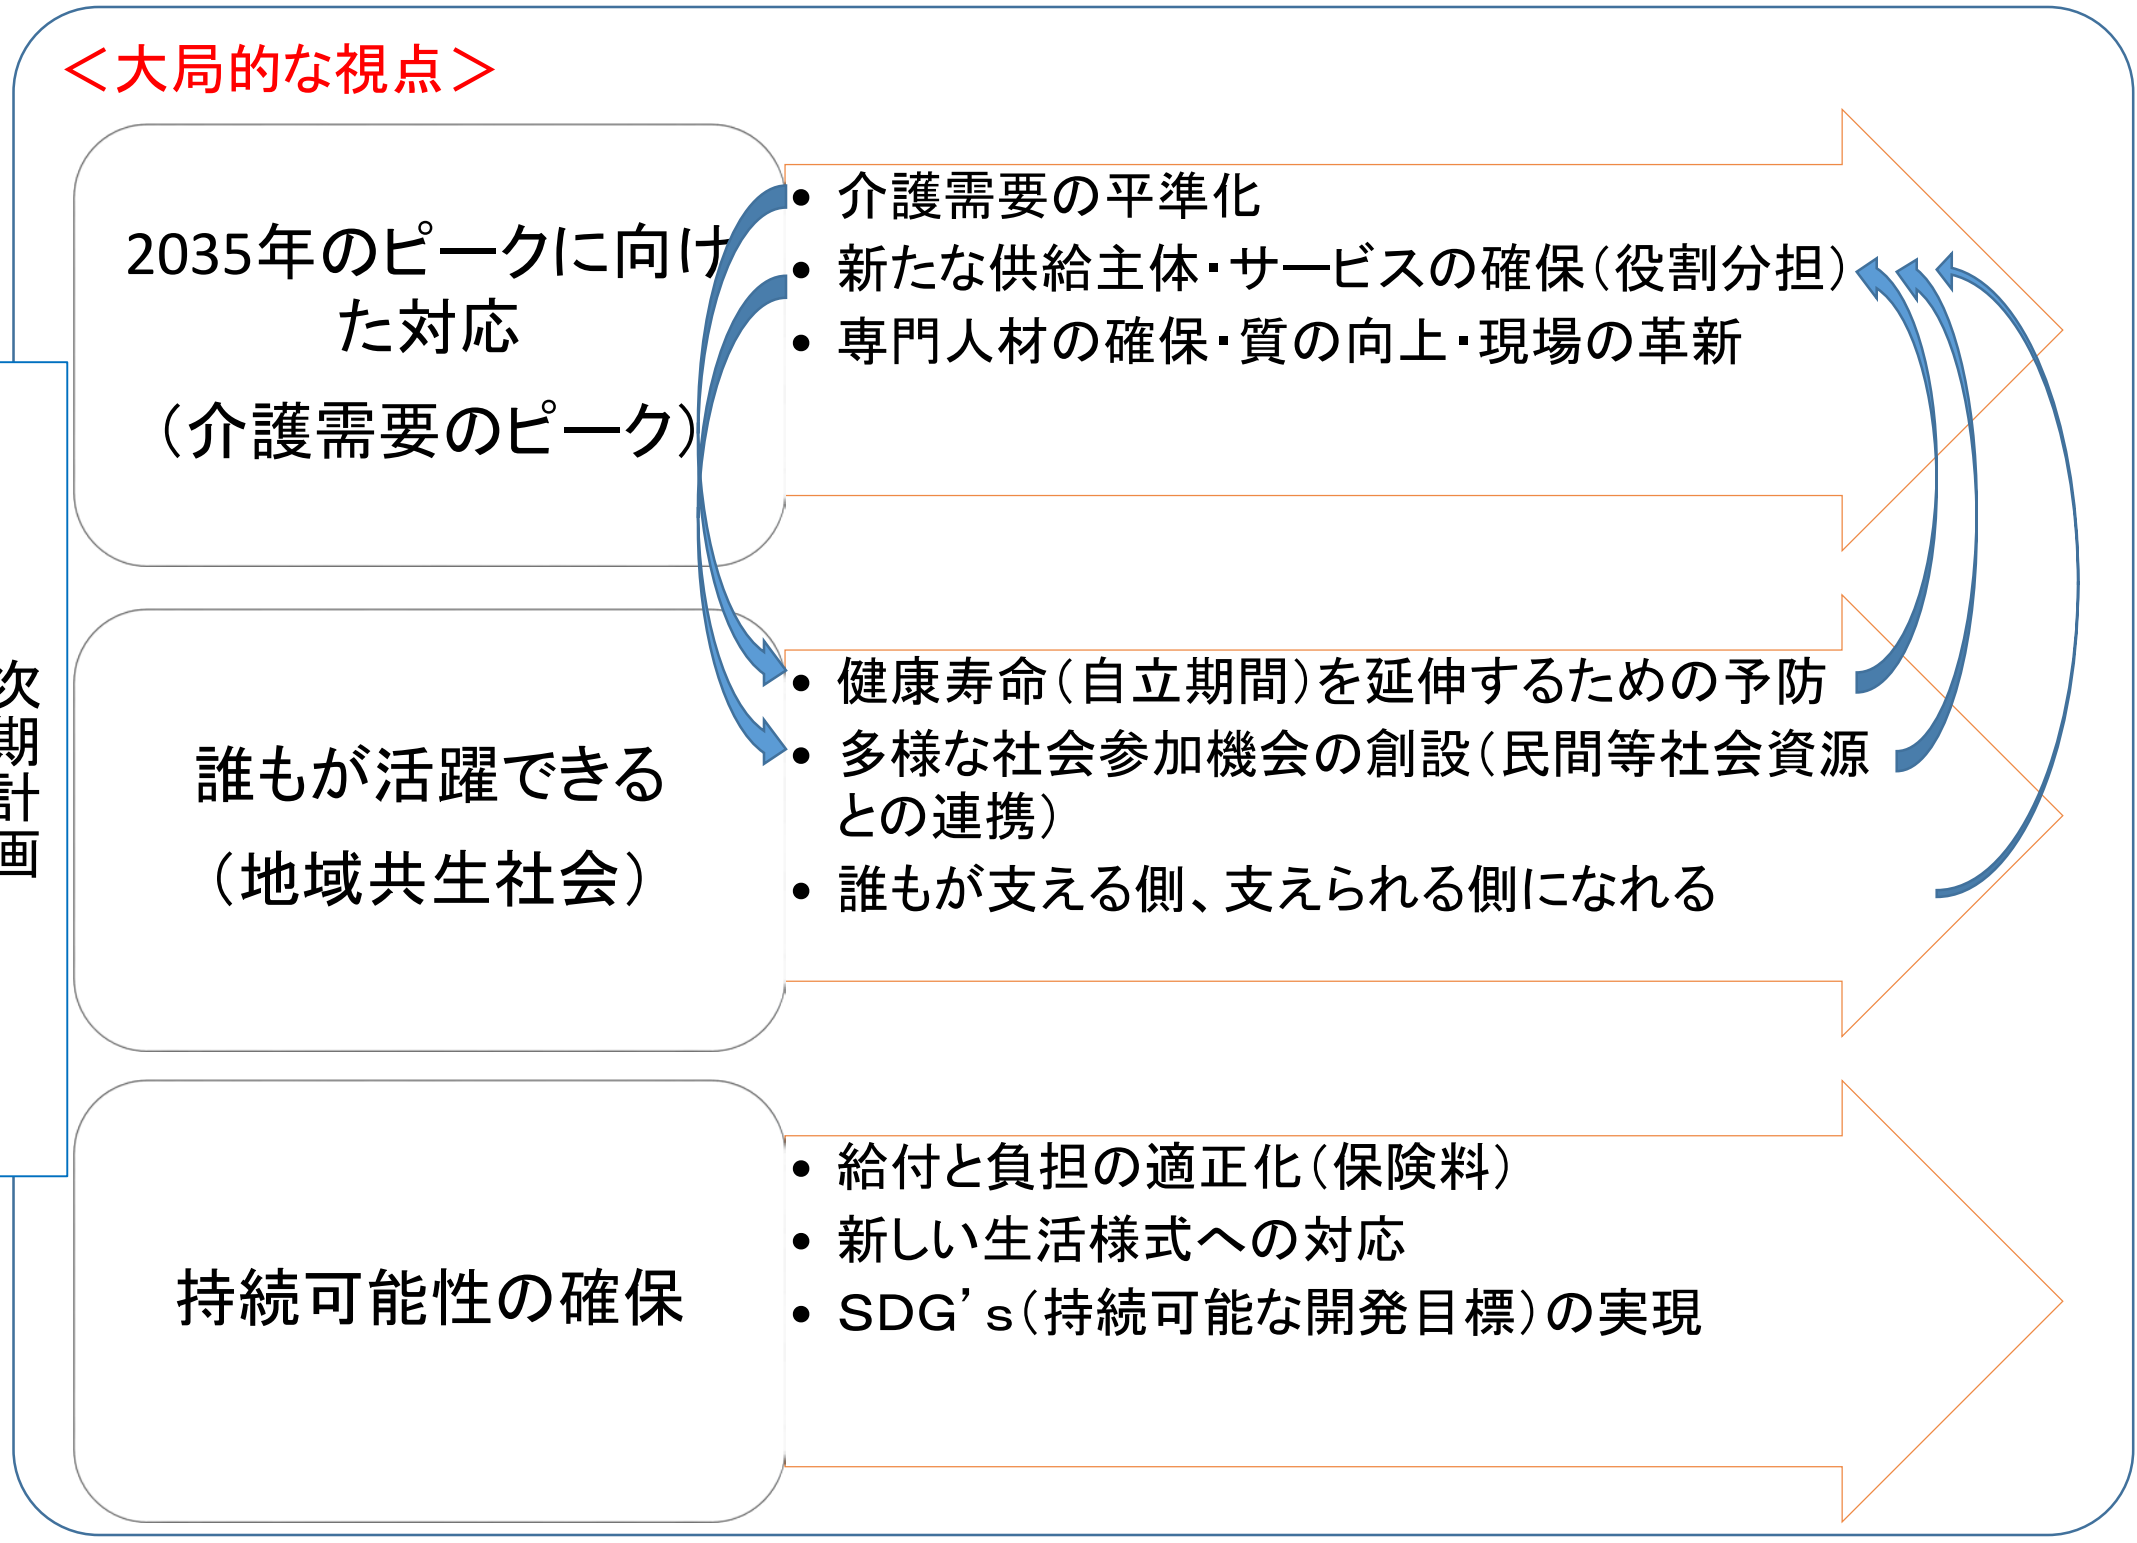 ＜大局的な視点＞
2035年のピークに向け
た対応
（介護需要のピーク）
• 介護需要の平準化
• 新たな供給主体・サービスの確保（役割分担）
• 専門人材の確保・質の向上・現場の革新
次期計画
誰もが活躍できる
（地域共生社会）
• 健康寿命（自立期間）を延伸するための予防
• 多様な社会参加機会の創設（民間等社会資源
との連携）
• 誰もが支える側、支えられる側になれる
持続可能性の確保
• 給付と負担の適正化（保険料）
• 新しい生活様式への対応
• SDG’s（持続可能な開発目標）の実現